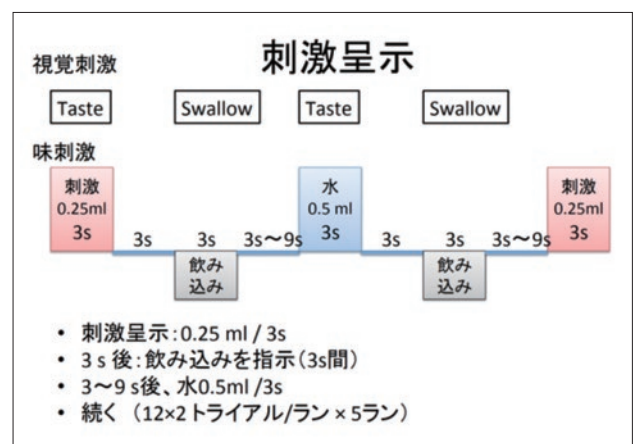 刺激呈示
視覚刺激
Taste Swallow Taste Swallow
味刺激
刺激
0.25ml
3s
3s
3s
飲み
込み
3s~9s
水
0.5 ml
3s
3s
3s
飲み
込み
3s~9s
刺激
0.25ml
3s
• 刺激呈示:0.25 ml / 3s
• 3 s 後:飲み込みを指示(3s間)
• 3~9 s後、水0.5ml /3s
• 続く (12×2 トライアル/ラン × 5ラン)